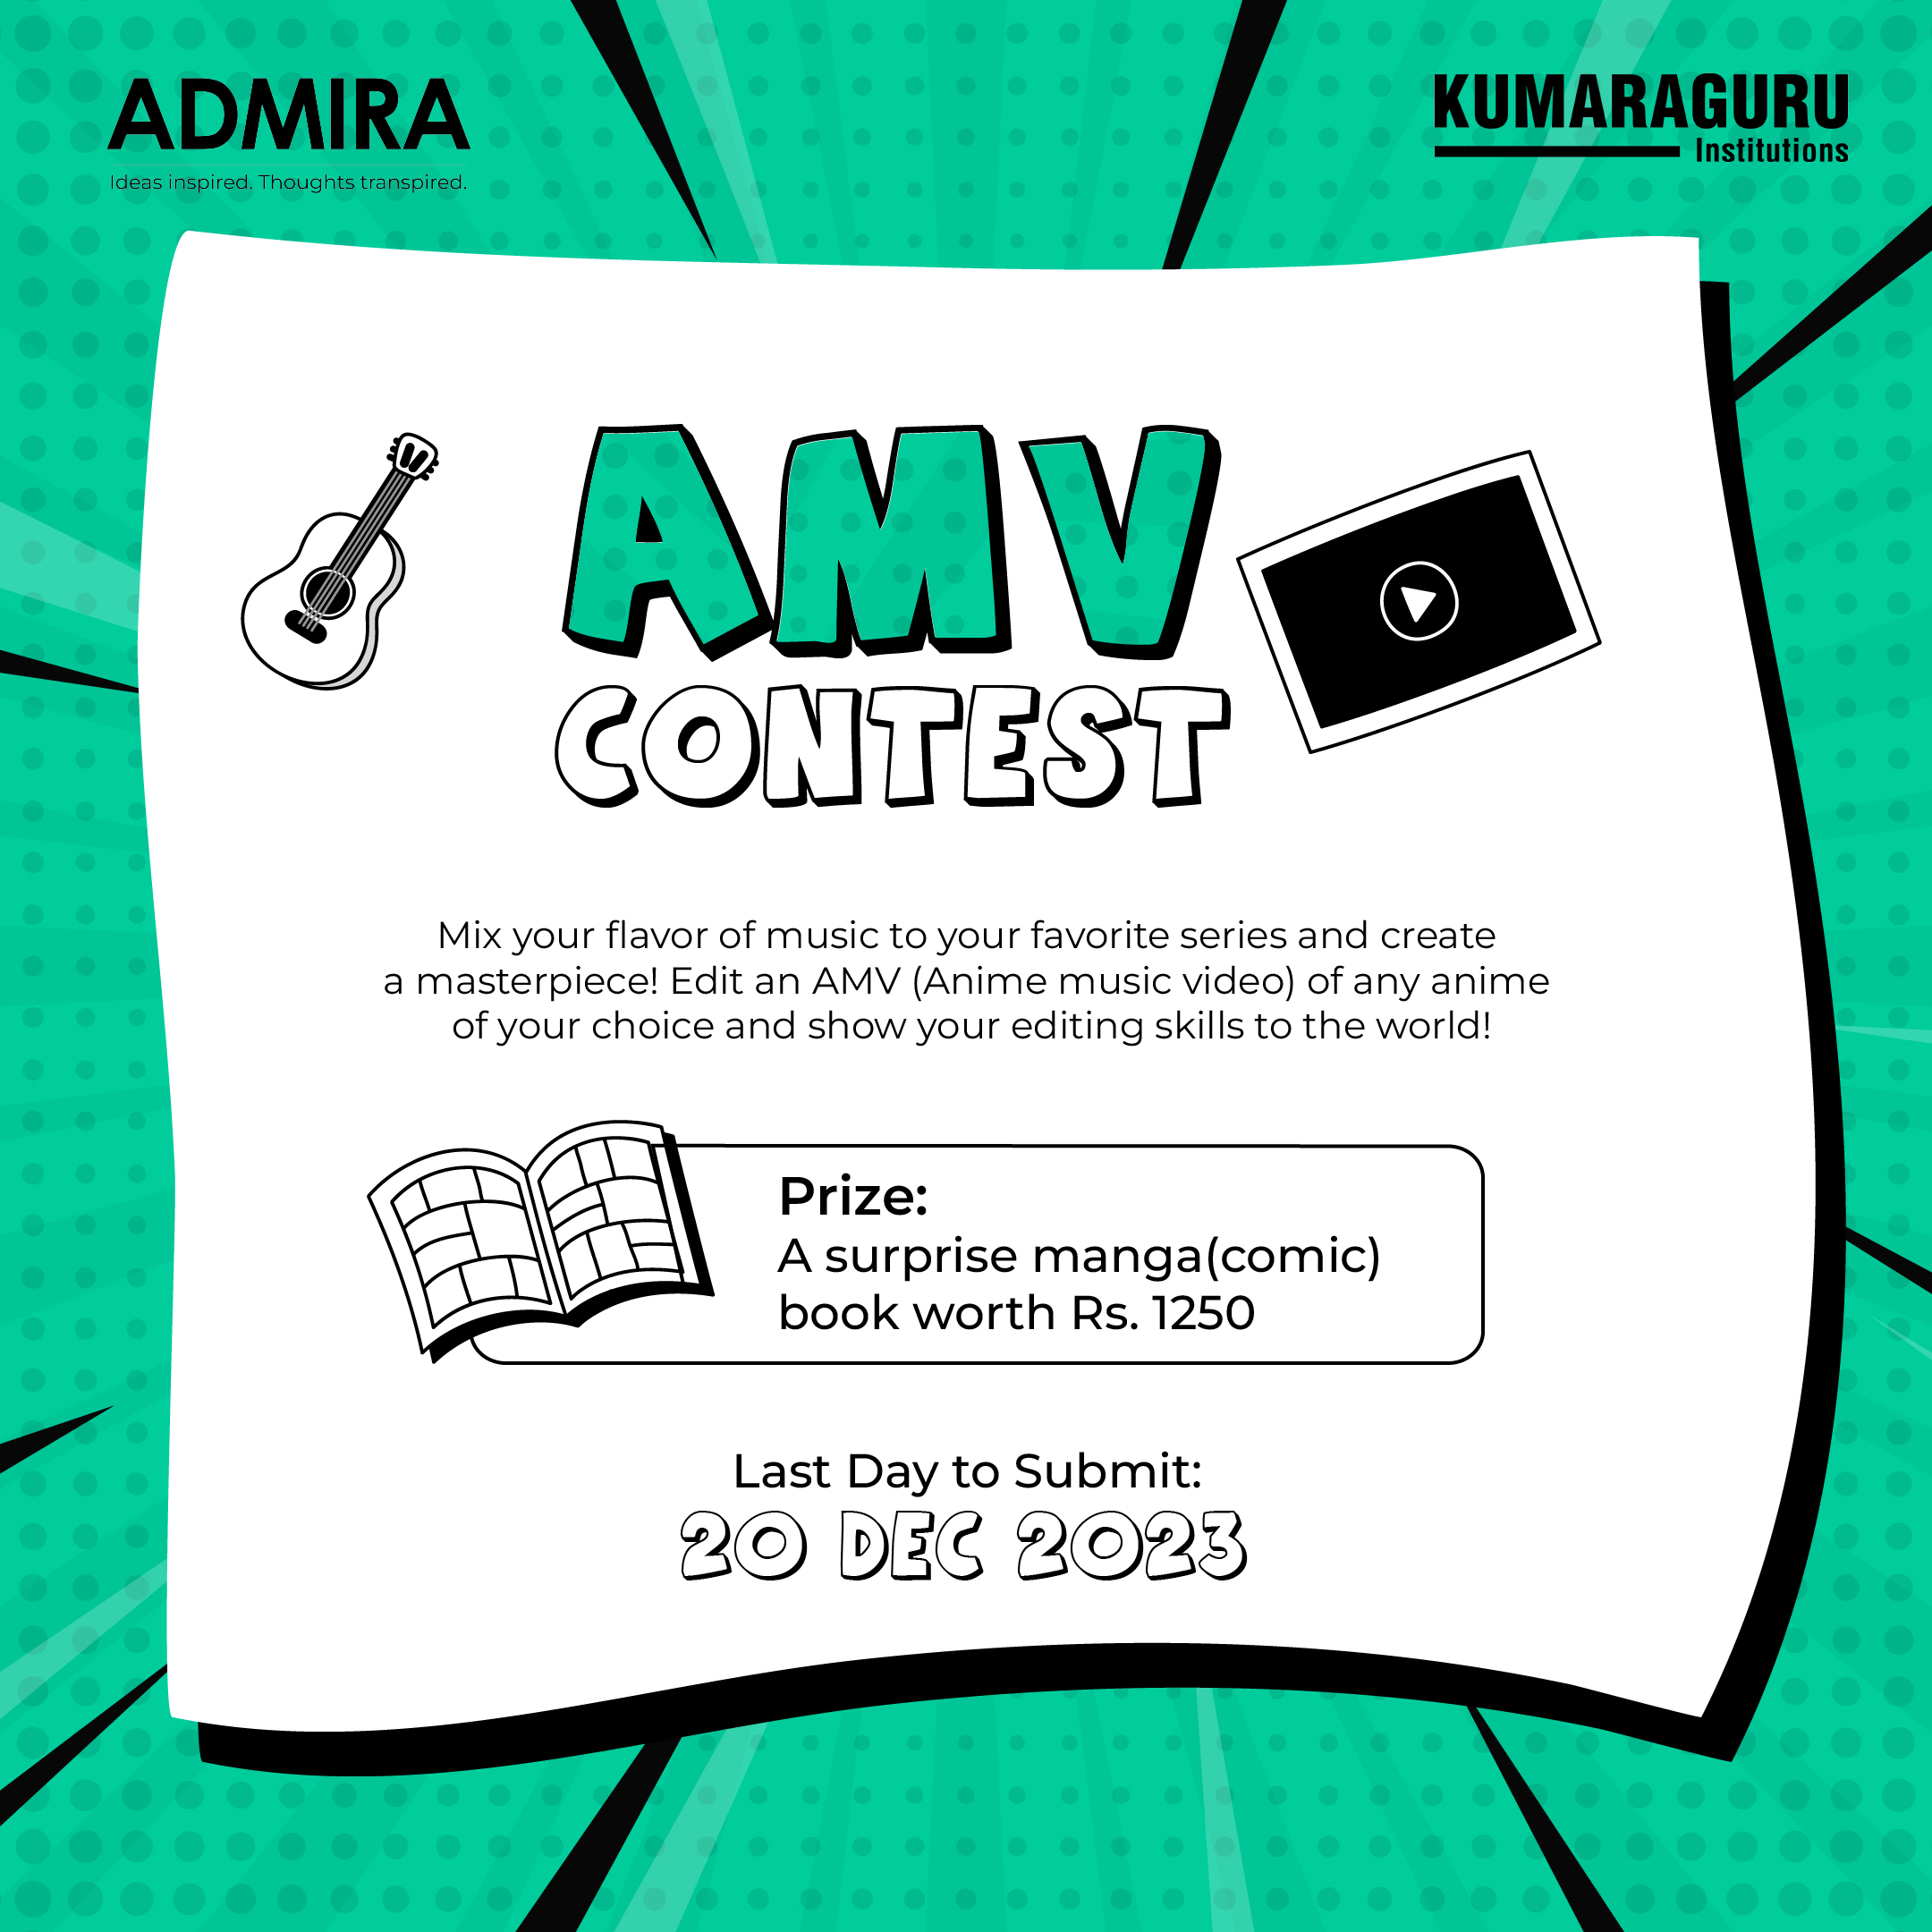 ADMIRA
Ideas inspired. Thoughts transpired.
KUMARAGURU
Institutions
AMV
CONTEST
Mix your flavor of music to your favorite series and create
a masterpiece! Edit an AMV (Anime music video) of any anime
of your choice and show your editing skills to the world!
Prize:
A surprise manga(comic)
book worth Rs. 1250
Last Day to Submit:
20 DEC 2023